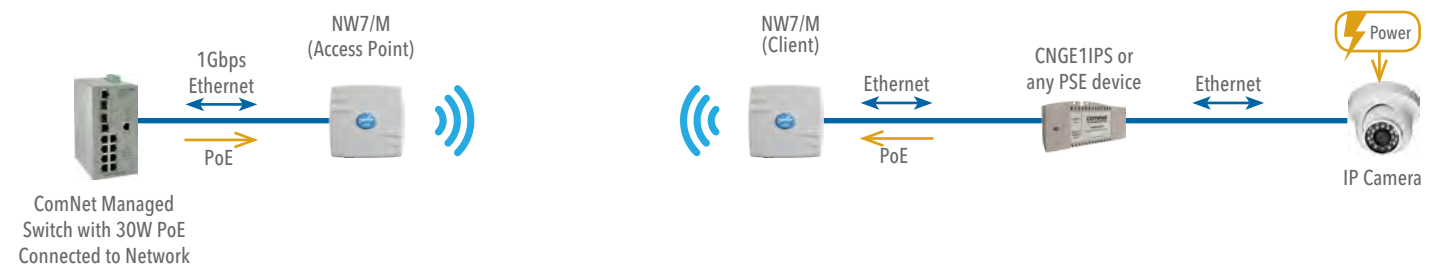 NW7/M
(Access Point)
1Gbps
Ethernet
PoE
ComNet Managed
Switch with 30W PoE
Connected to Network
NW7/M
(Client)
Ethernet
PoE
CNGE1IPS or
any PSE device
Ethernet
Power
IP Camera